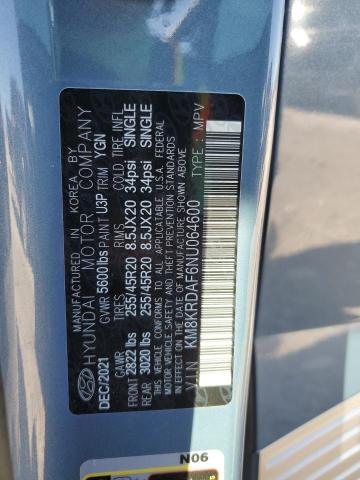 MANUFACTURED IN KOREA BY
HYUNDAI MOTOR COMPANY
DEC/2021 GVWR 5600 lbs PAINT U3P TRIM YGN
GAWR TIRES RIMS COLD TIRE INFL
FRONT 2822 lbs 255/45R20 8.5JX20 34psi SINGLE
REAR 3020 lbs 255/45R20 8.5JX20 34psi SINGLE
THIS VEHICLE CONFORMS TO ALL APPLICABLE U.S.A. FEDERAL
MOTOR VEHICLE SAFETY AND THEFT PREVENTION STANDARDS
IN EFFECT ON THE DATE OF MANUFACTURE SHOWN ABOVE.
VIN : KM8KRDAF6NU064600 TYPE : MPV
N06